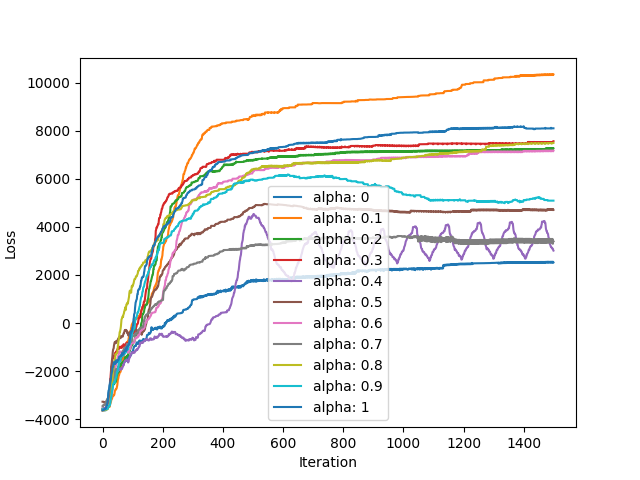 10000
8000
6000
4000
2000
0
−2000
−4000
Loss
alpha: 0
alpha: 0.1
alpha: 0.2
alpha: 0.3
alpha: 0.4
alpha: 0.5
alpha: 0.6
alpha: 0.7
alpha: 0.8
alpha: 0.9
alpha: 1
0 200 400 600 800 1000 1200 1400
Iteration